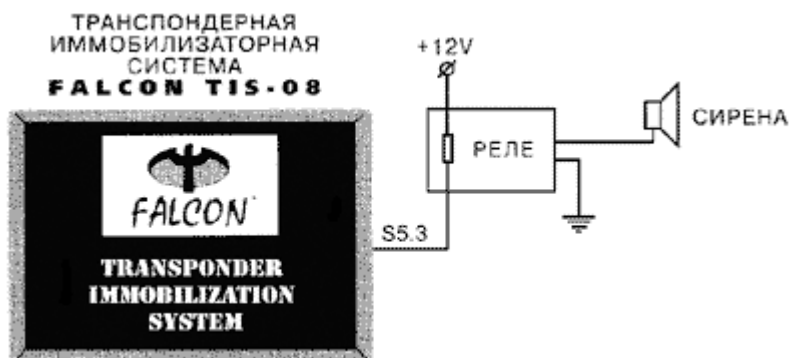 ТРАНСПОНДЕРНАЯ
ИММОБИЛИЗАТОРНАЯ
СИСТЕМА
FALCON TIS-08
+12V
РЕЛЕ
СИРЕНА
S5.3
FALCON
TRANSPONDER
IMMOBILIZATION
SYSTEM